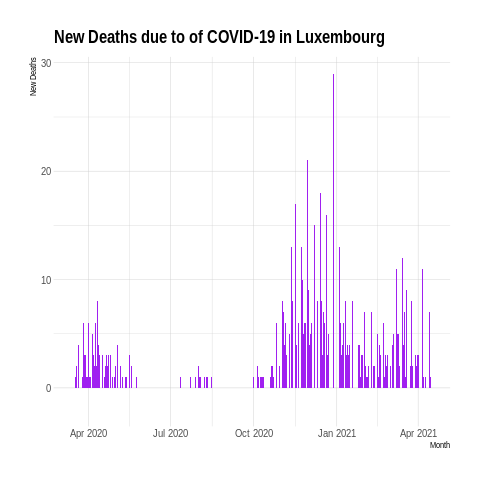 New Deaths due to of COVID-19 in Luxembourg
New Deaths
30
20
10
0
Apr 2020 Jul 2020 Oct 2020 Jan 2021 Apr 2021
Month